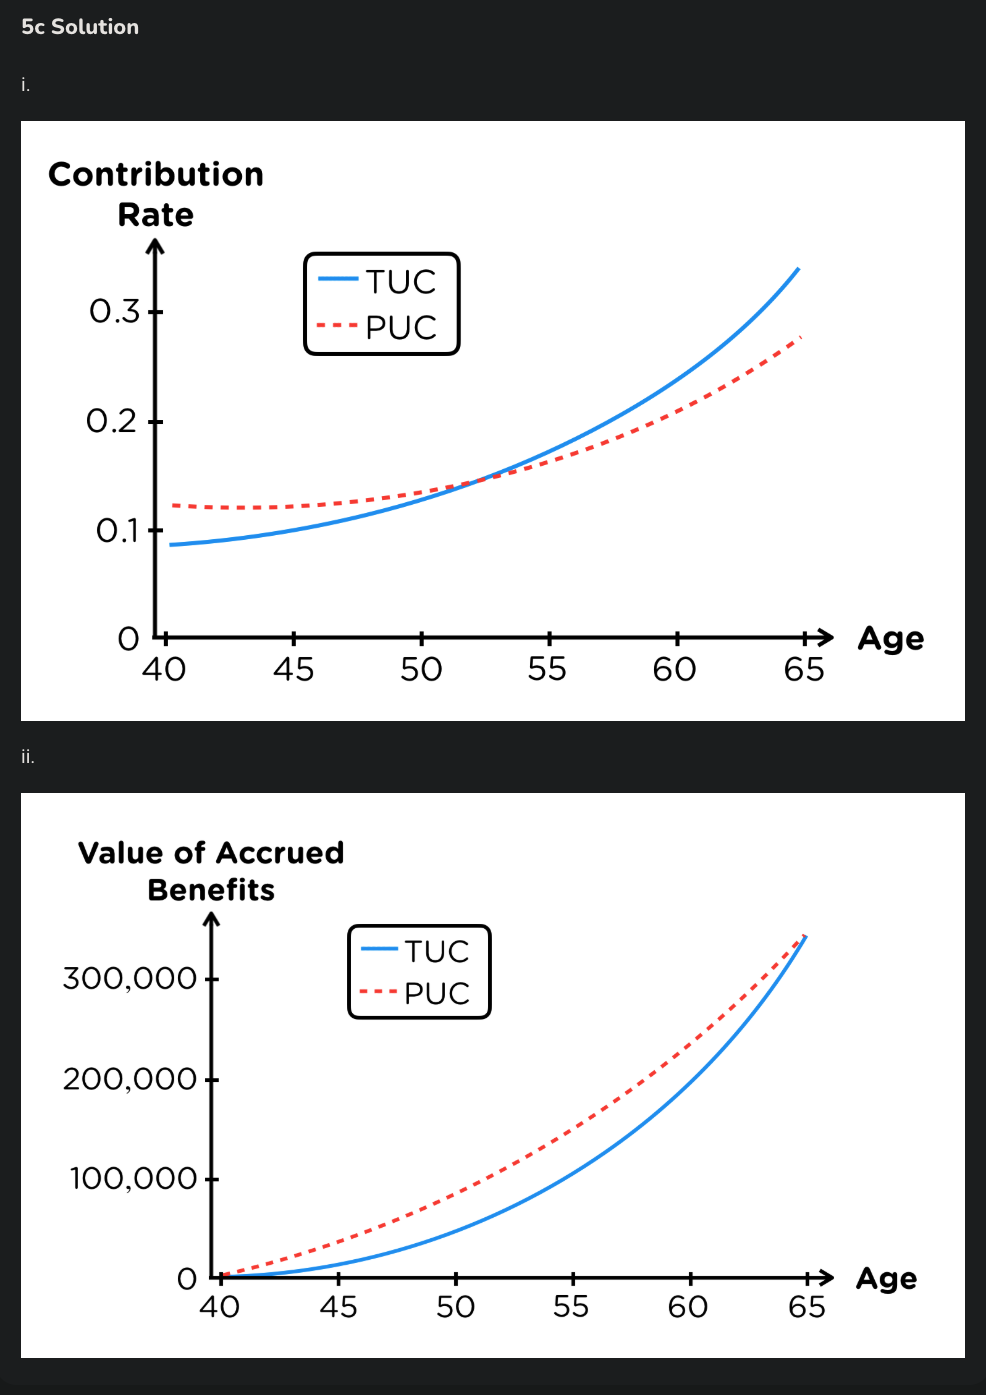 5c Solution
i.
Contribution
Rate
TUC
PUC
0.3
0.2
0.1
0
40 45 50 55 60 65
Age
ii.
Value of Accrued
Benefits
TUC
PUC
300,000
200,000
100,000
0
40 45 50 55 60 65
Age